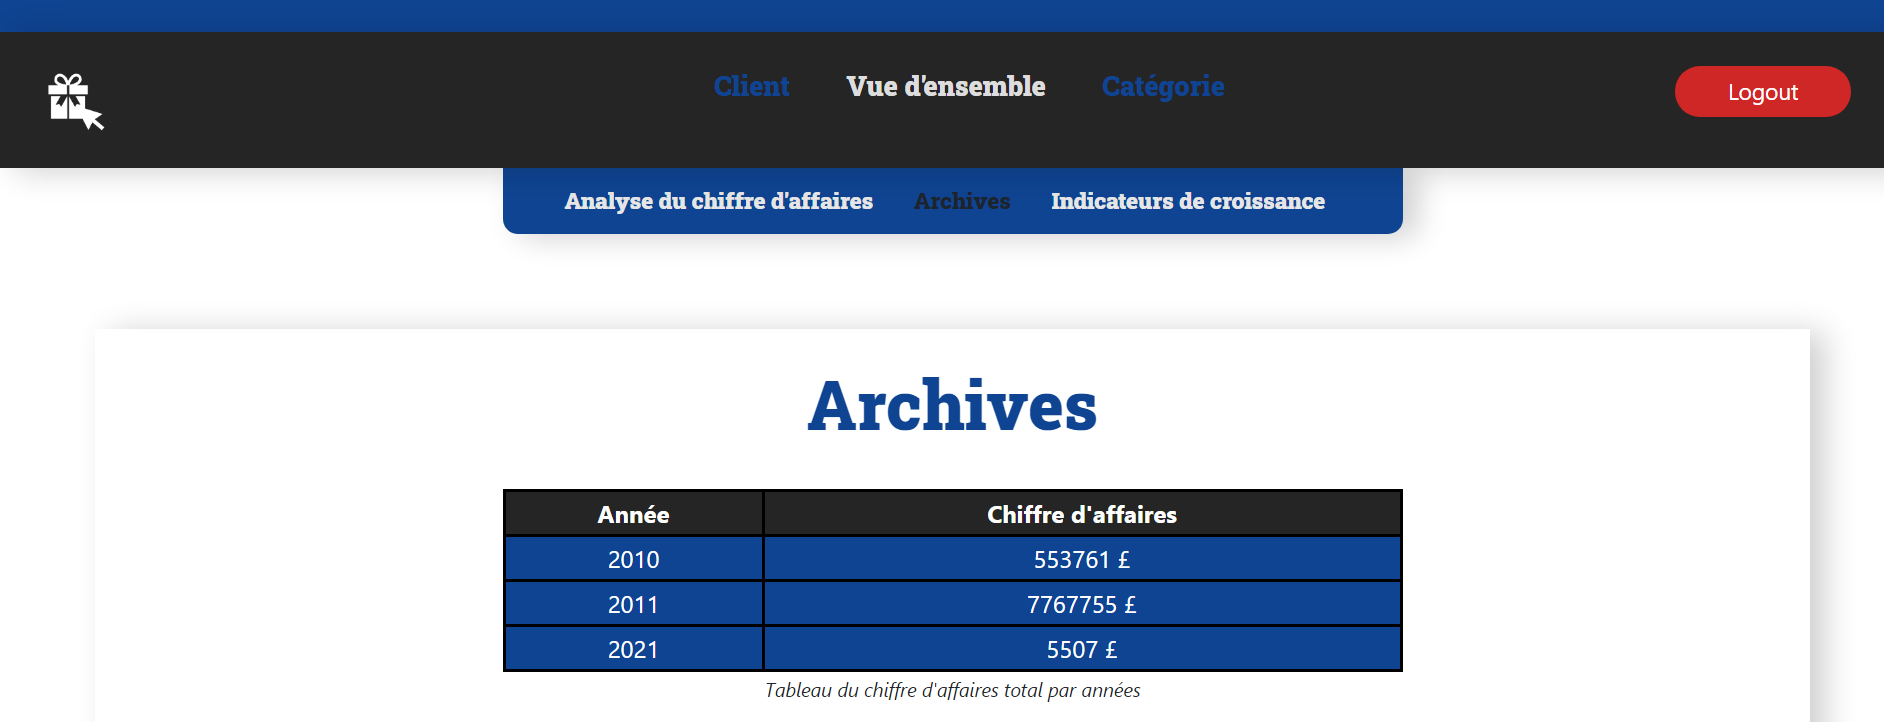 Client Vue d'ensemble Catégorie Logout
Analyse du chiffre d'affaires Archives Indicateurs de croissance
Archives
Année Chiffre d'affaires
2010 553761 £
2011 7767755 £
2021 5507 £
Tableau du chiffre d'affaires total par années